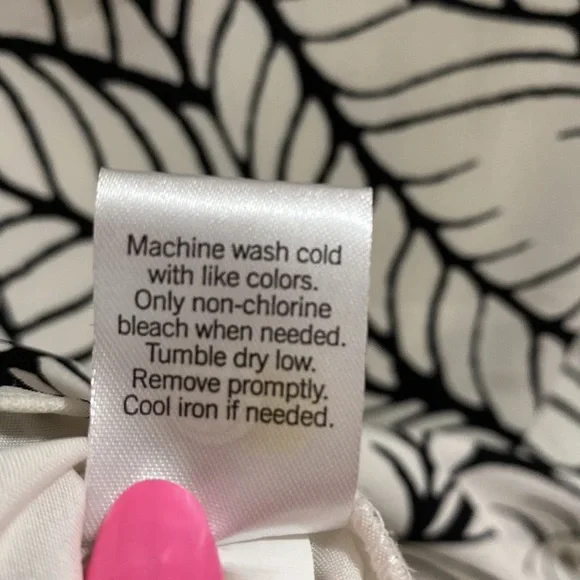 Machine wash cold
with like colors.
Only non-chlorine
bleach when needed.
Tumble dry low.
Remove promptly.
Cool iron if needed.